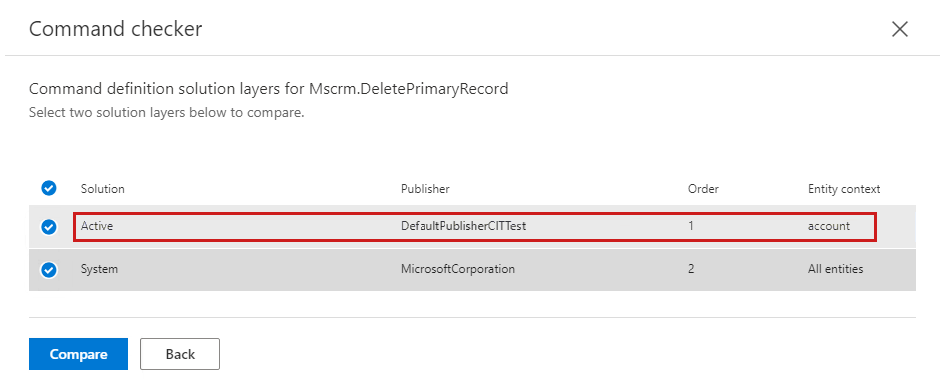 Command checker
Command definition solution layers for Mscrm.DeletePrimaryRecord
Select two solution layers below to compare.
Solution Publisher Order Entity context
Active DefaultPublisherCITTest 1 account
System MicrosoftCorporation 2 All entities
Compare Back